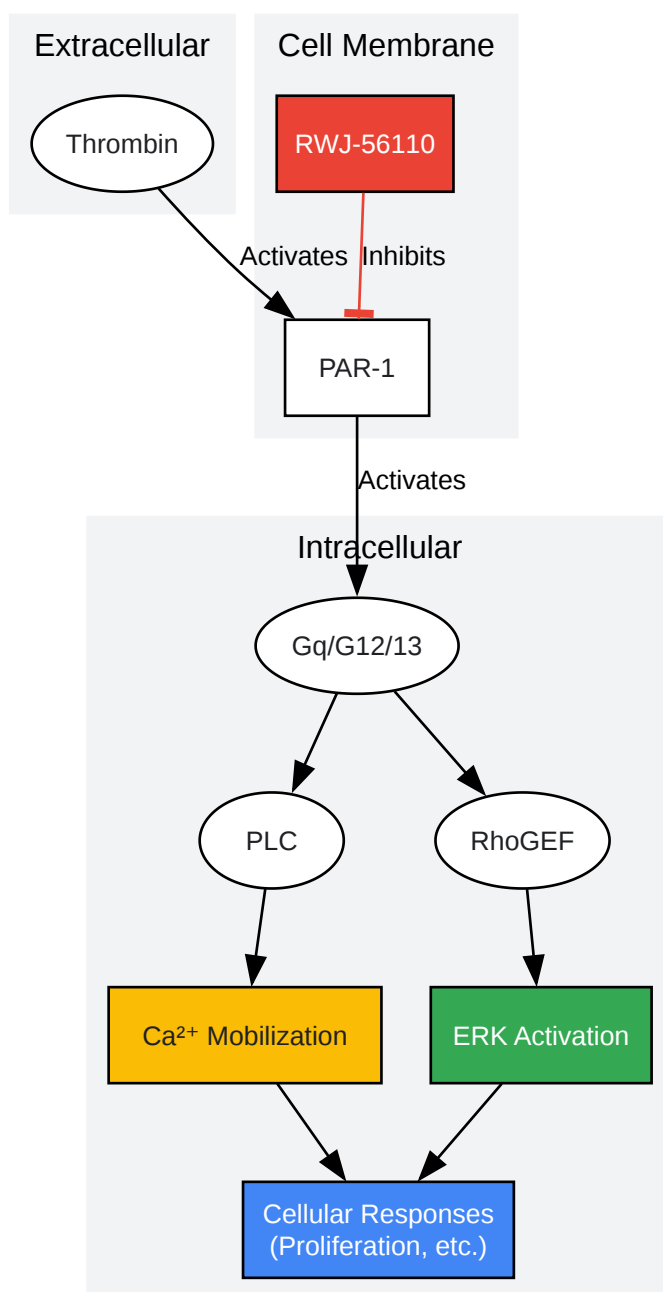 Extracellular
Cell Membrane
Thrombin
RWJ-56110
Activates
Inhibits
PAR-1
Activates
Intracellular
Gq/G12/13
PLC
RhoGEF
Ca²⁺ Mobilization
ERK Activation
Cellular Responses
(Proliferation, etc.)